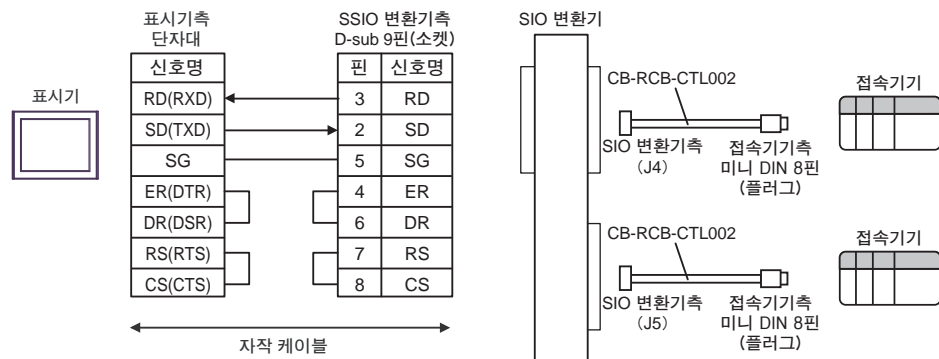 표시기
표시기측
단자대
신호명
RD(RXD)
SD(TXD)
SG
ER(DTR)
DR(DSR)
RS(RTS)
CS(CTS)
SSIO 변환기측
D-sub 9핀(소켓)
핀 신호명
3 RD
2 SD
5 SG
4 ER
6 DR
7 RS
8 CS
자작 케이블
SIO 변환기
CB-RCB-CTL002
SIO 변환기측
(J4)
접속기기측
미니 DIN 8핀
(플러그)
접속기기
CB-RCB-CTL002
SIO 변환기측
(J5)
접속기기측
미니 DIN 8핀
(플러그)
접속기기